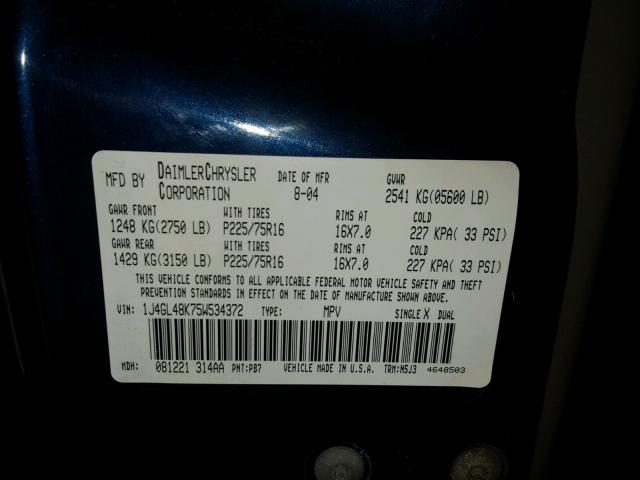 MFD BY DAIMLERCHRYSLER CORPORATION DATE OF MFR 8-04 GVWR 2541 KG(05600 LB)
GAWR FRONT WITH TIRES RIMS AT COLD
1248 KG(2750 LB) P225/75R16 16X7.0 227 KPA( 33 PSI)
GAWR REAR WITH TIRES RIMS AT COLD
1429 KG(3150 LB) P225/75R16 16X7.0 227 KPA( 33 PSI)
THIS VEHICLE CONFORMS TO ALL APPLICABLE FEDERAL MOTOR VEHICLE SAFETY AND THEFT
PREVENTION STANDARDS IN EFFECT ON THE DATE OF MANUFACTURE SHOWN ABOVE.
VIN: 1J4GL48K75W534372 TYPE: MPV SINGLE X DUAL
MDH: 081221 314AA PNT:PB7 VEHICLE MADE IN U.S.A. TRM:N5J3 4648503